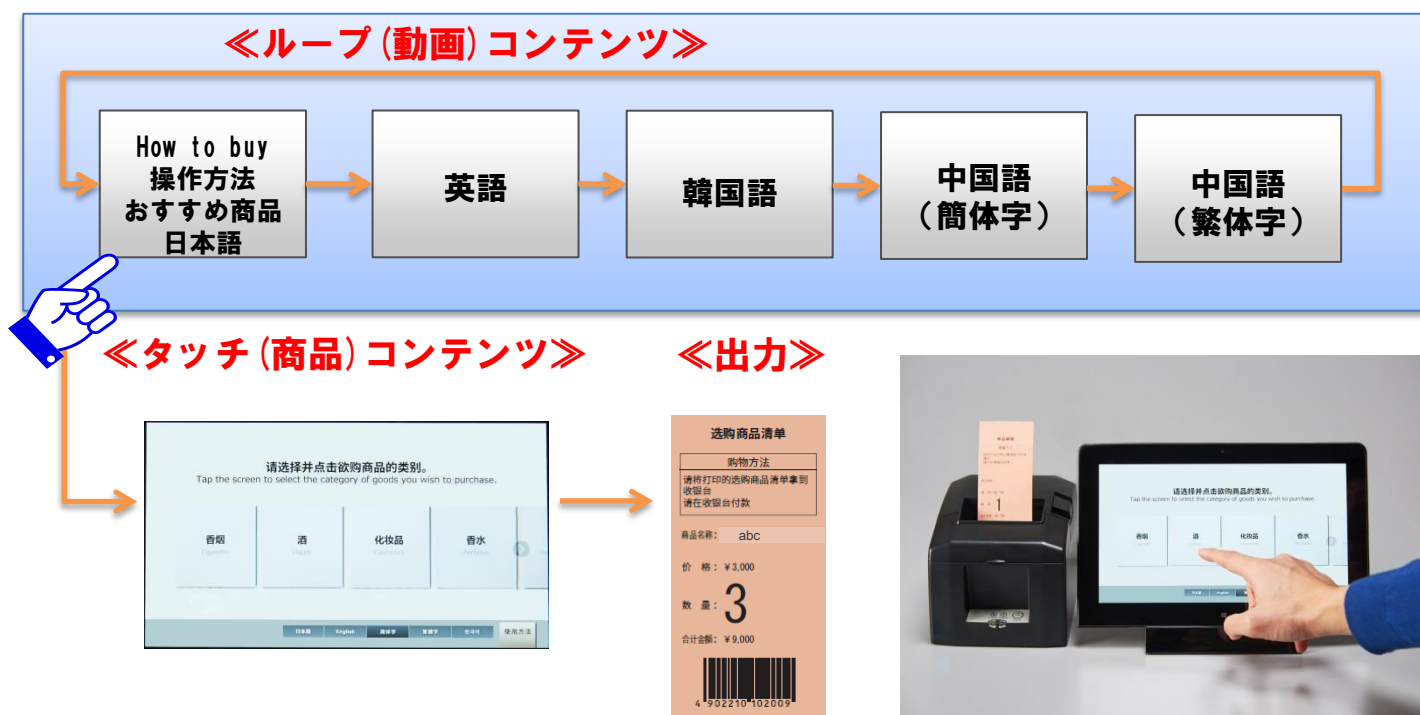 ≪ループ(動画)コンテンツ≫
How to buy
操作方法
おすすめ商品
日本語
英語
韓国語
中国語
（簡体字）
中国語
（繁体字）
≪タッチ(商品)コンテンツ≫
请选择并点击欲购商品的类别。
Tap the screen to select the category of goods you wish to purchase.
香烟
Cigarette
酒
Liquor
化妆品
Cosmetics
香水
Perfume
日本語 English 簡体字 繁體字 한국어 使用方法
≪出力≫
选购商品清单
购物方法
请将打印的选购商品清单拿到
收银台
请在收银台付款
商品名称： abc
价 格：￥3,000
数 量：3
合计金额：￥9,000
4 902210 102009
1
请选择并点击欲购商品的类别。
Tap the screen to select the category of goods you wish to purchase.
香烟
酒
化妆品
香水
日本語 English